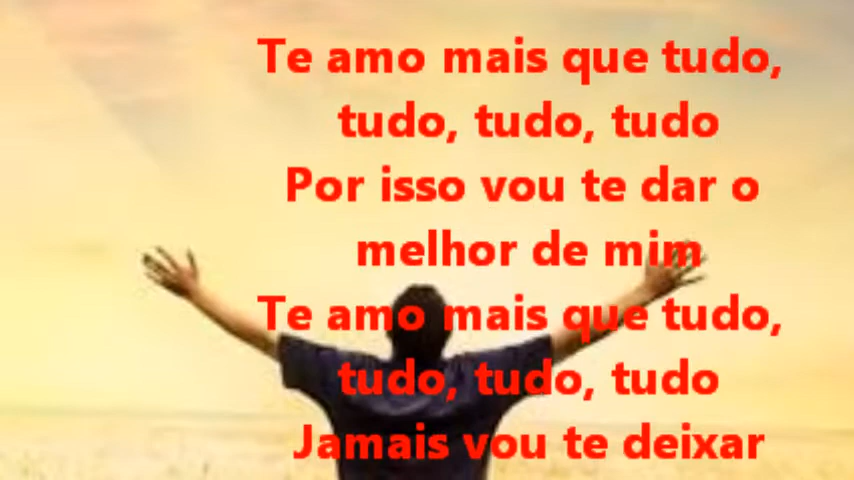 Te amo mais que tudo,
tudo, tudo, tudo
Por isso vou te dar o
melhor de mim
Te amo mais que tudo,
tudo, tudo, tudo
Jamais vou te deixar